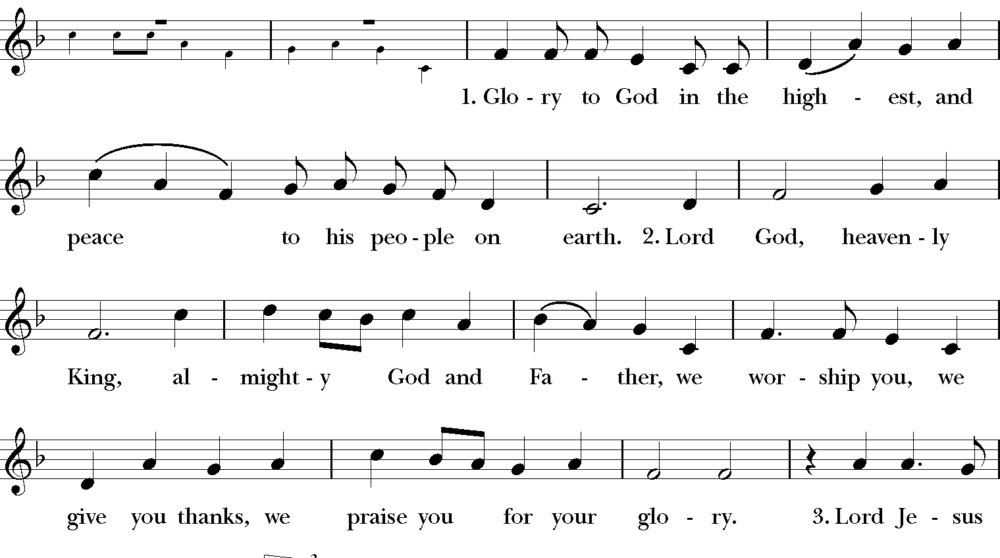 1. Glo - ry to God in the high - est, and
peace to his peo - ple on earth. 2. Lord God, heaven - ly
King, al - might - y God and Fa - ther, we wor - ship you, we
give you thanks, we praise you for your glo - ry. 3. Lord Je - sus